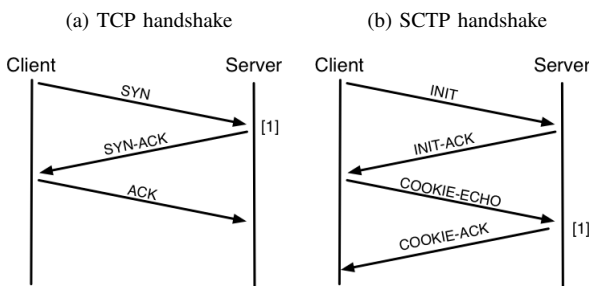 (a) TCP handshake
(b) SCTP handshake
Client
Server
Client
Server
SYN
[1]
SYN-ACK
ACK
INIT
INIT-ACK
COOKIE-ECHO
[1]
COOKIE-ACK